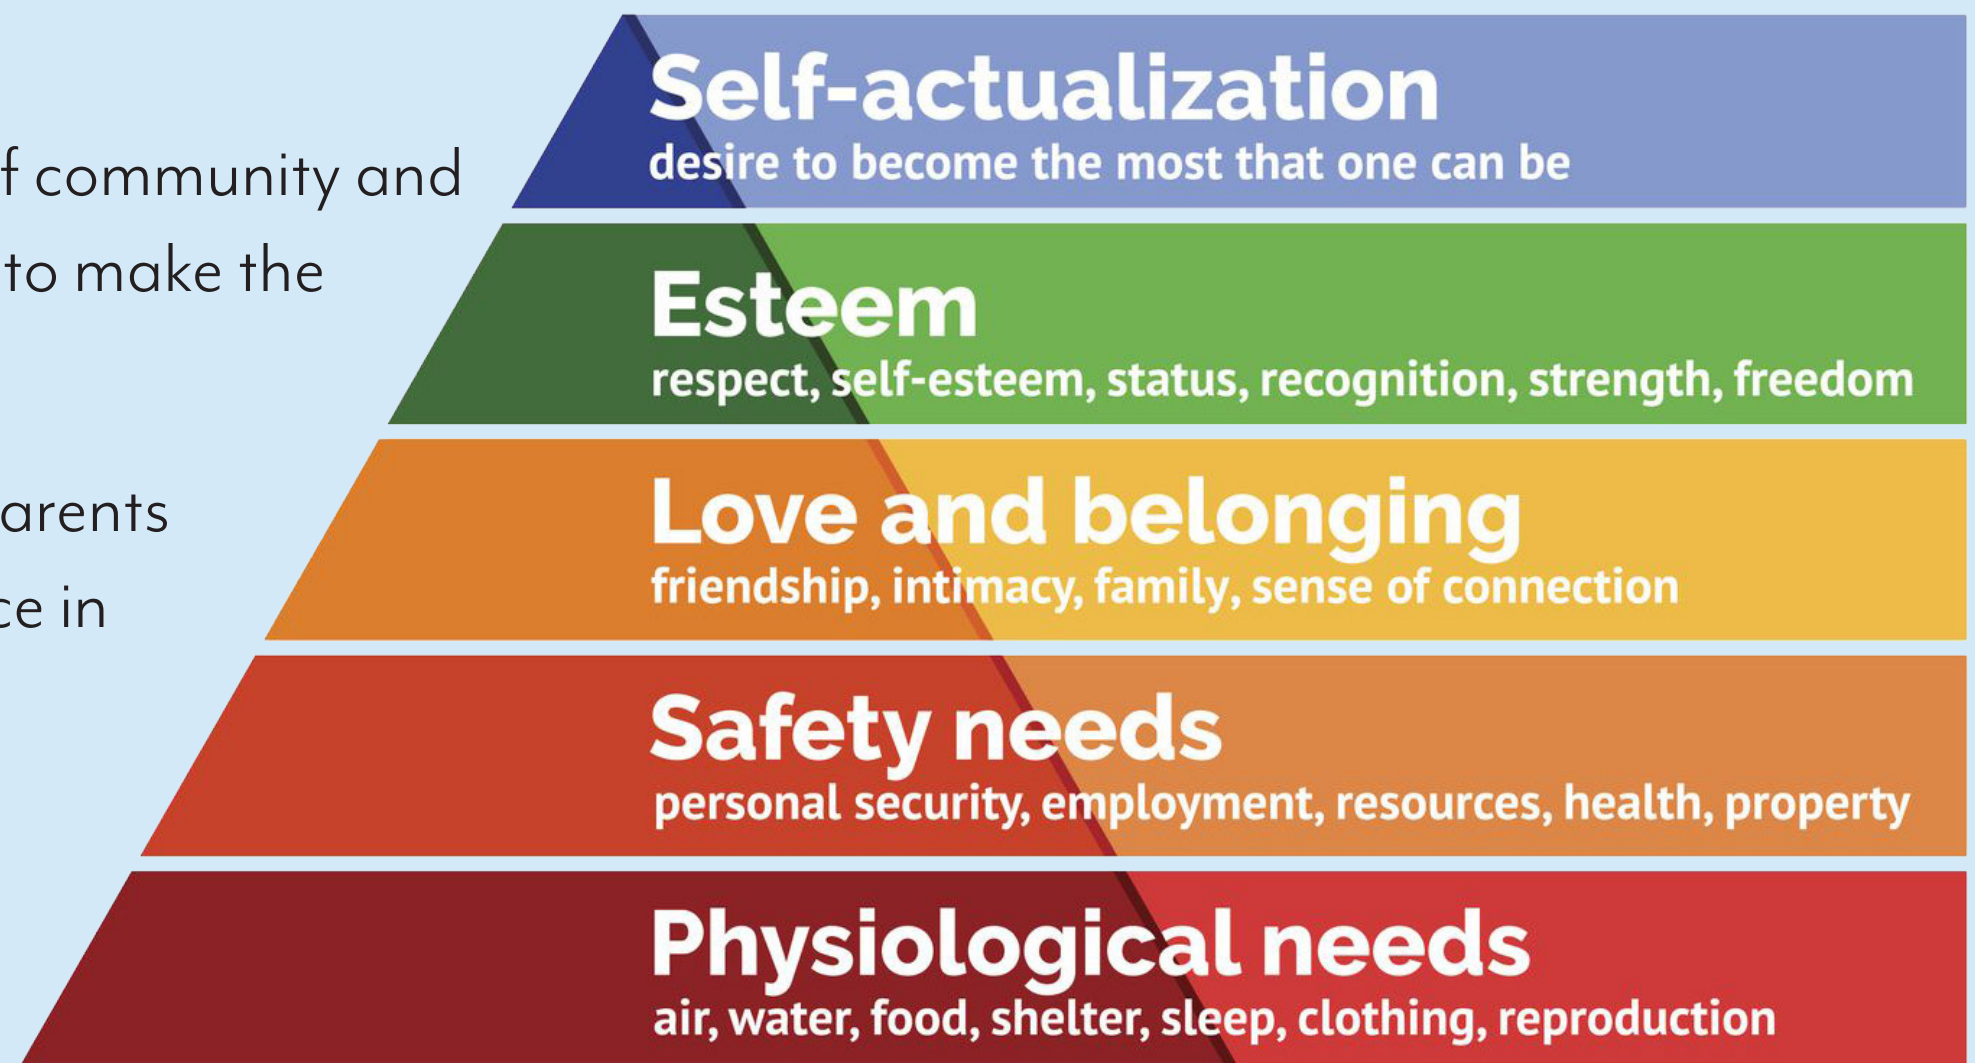 f community and
to make the
arents
ce in
Self-actualization
desire to become the most that one can be
Esteem
respect, self-esteem, status, recognition, strength, freedom
Love and belonging
friendship, intimacy, family, sense of connection
Safety needs
personal security, employment, resources, health, property
Physiological needs
air, water, food, shelter, sleep, clothing, reproduction